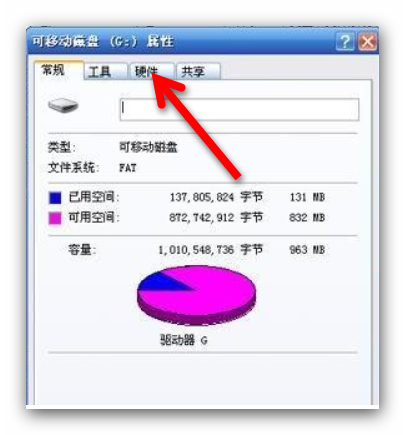 可移动磁盘 (G:) 属性
常规 工具 硬件 共享
类型: 可移动磁盘
文件系统: FAT
已用空间: 137,805,824 字节 131 MB
可用空间: 872,742,912 字节 832 MB
容量: 1,010,548,736 字节 963 MB
驱动器 G